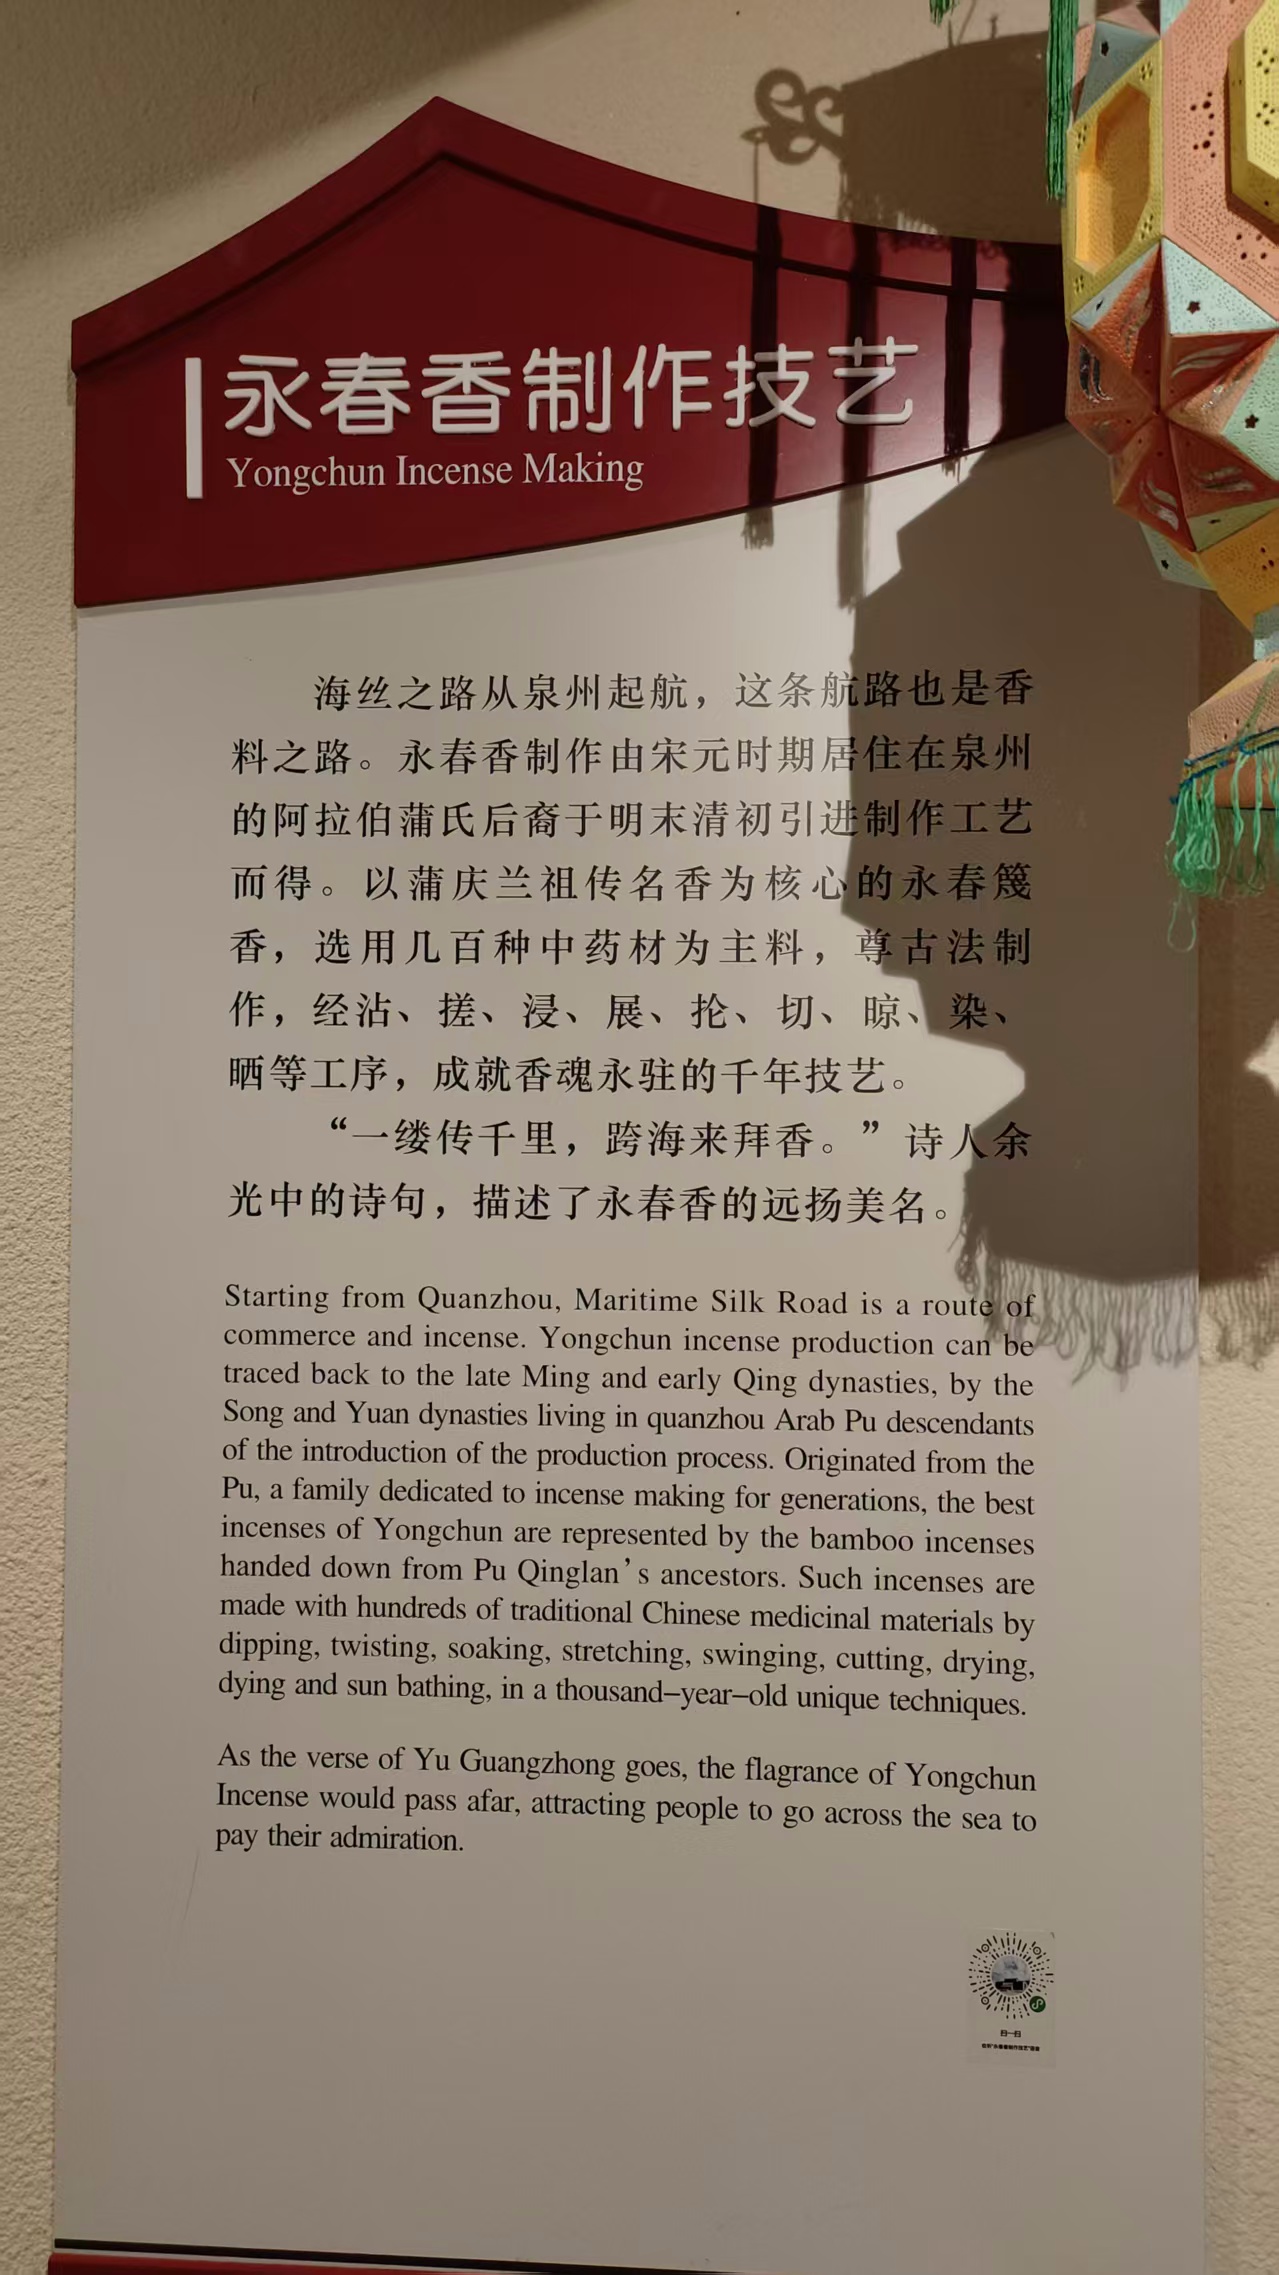 永春香制作技艺
Yongchun Incense Making
海丝之路从泉州起航，这条航路也是香
料之路。永春香制作由宋元时期居住在泉州
的阿拉伯蒲氏后裔于明末清初引进制作工艺
而得。以蒲庆兰祖传名香为核心的永春篾
香，选用几百种中药材为主料，尊古法制
作，经沾、搓、浸、展、抡、切、晾、染、
晒等工序，成就香魂永驻的千年技艺。
“一缕传千里，跨海来拜香。”诗人余
光中的诗句，描述了永春香的远扬美名。
Starting from Quanzhou, Maritime Silk Road is a route of
commerce and incense. Yongchun incense production can be
traced back to the late Ming and early Qing dynasties, by the
Song and Yuan dynasties living in quanzhou Arab Pu descendants
of the introduction of the production process. Originated from the
Pu, a family dedicated to incense making for generations, the best
incenses of Yongchun are represented by the bamboo incenses
handed down from Pu Qinglan’s ancestors. Such incenses are
made with hundreds of traditional Chinese medicinal materials by
dipping, twisting, soaking, stretching, swinging, cutting, drying,
dying and sun bathing, in a thousand-year-old unique techniques.
As the verse of Yu Guangzhong goes, the flagrance of Yongchun
Incense would pass afar, attracting people to go across the sea to
pay their admiration.
扫一扫